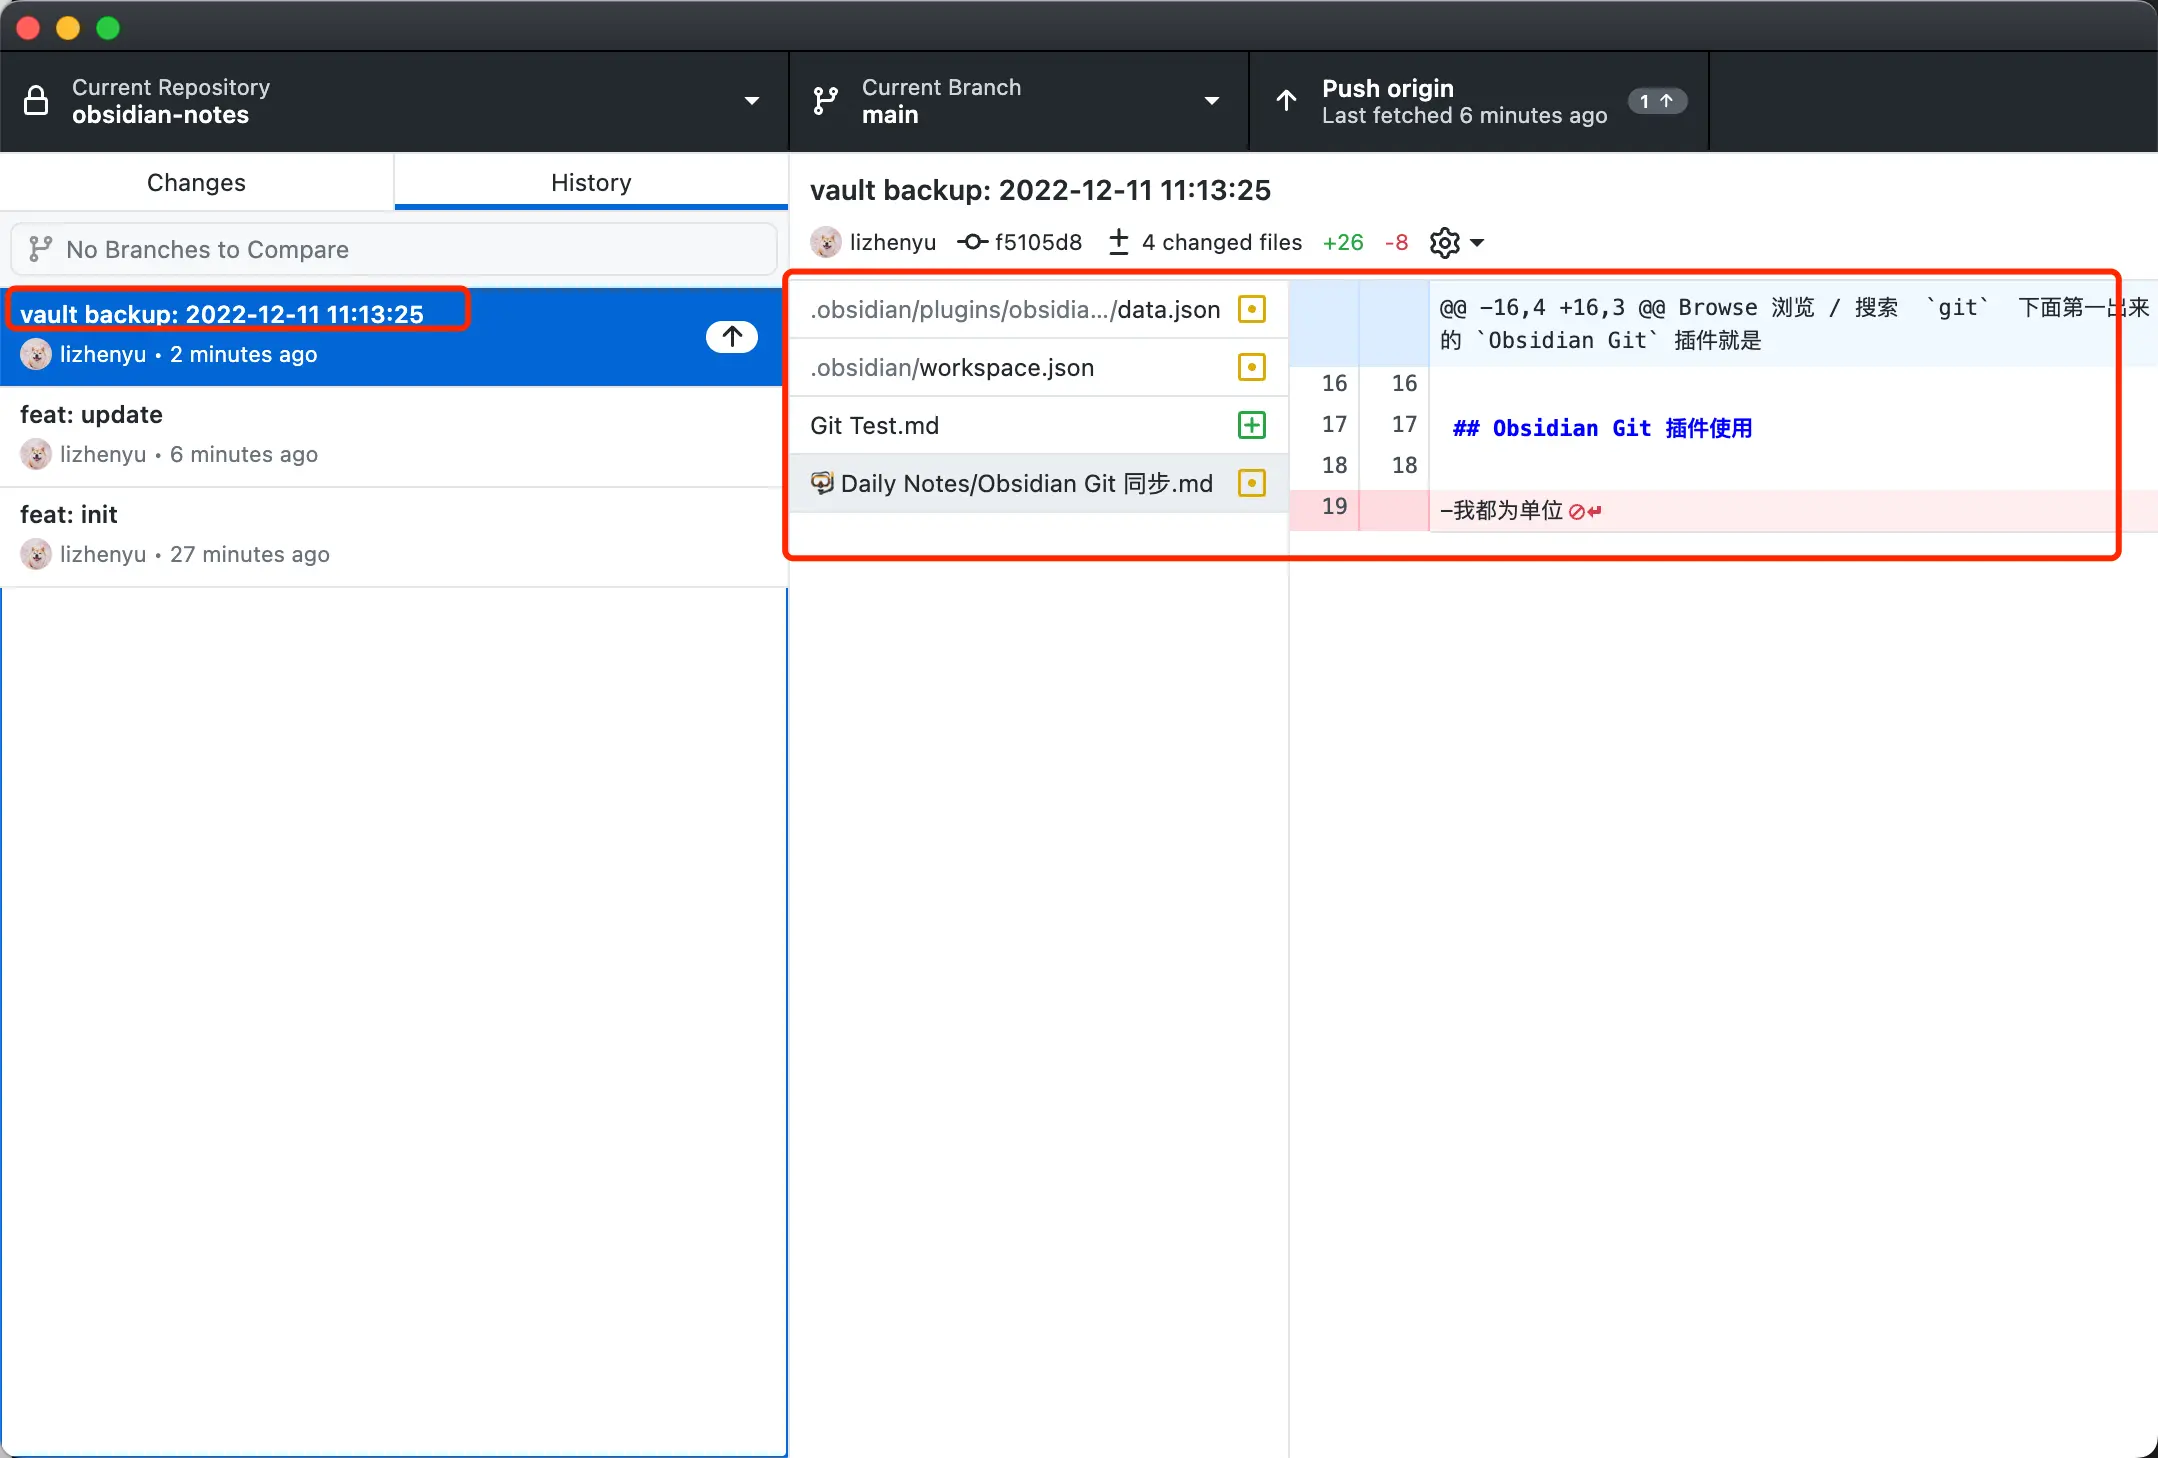 Current Repository
obsidian-notes
Current Branch
main
Push origin
Last fetched 6 minutes ago
1
Changes
History
No Branches to Compare
vault backup: 2022-12-11 11:13:25
lizhenyu • 2 minutes ago
feat: update
lizhenyu • 6 minutes ago
feat: init
lizhenyu • 27 minutes ago
vault backup: 2022-12-11 11:13:25
lizhenyu f5105d8 4 changed files +26 -8
.obsidian/plugins/obsidia.../data.json
.obsidian/workspace.json
Git Test.md
Daily Notes/Obsidian Git 同步.md
@@ -16,4 +16,3 @@ Browse 浏览 / 搜索 `git` 下面第一出来
的 `Obsidian Git` 插件就是
16 16
17 17 ## Obsidian Git 插件使用
18 18
19 -我都为单位